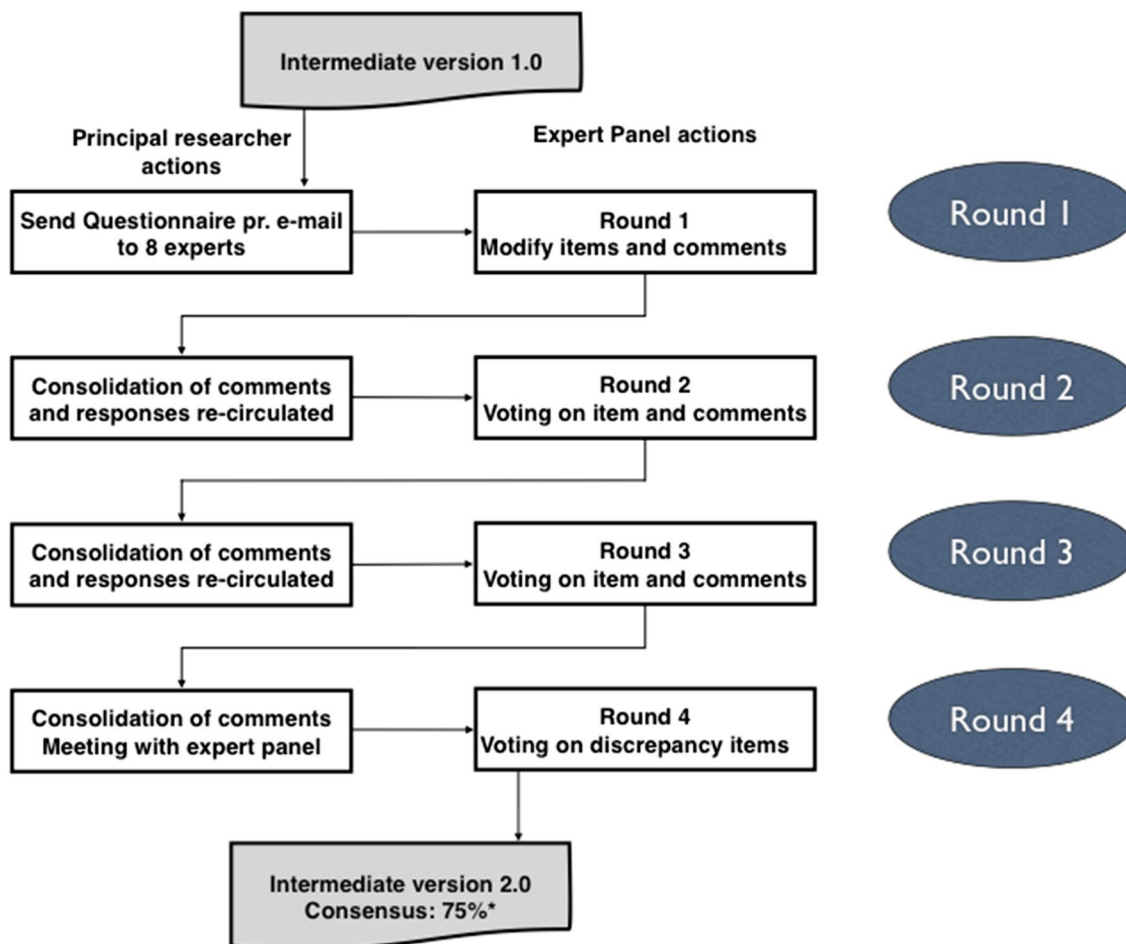 Intermediate version 1.0
Principal researcher
actions
Expert Panel actions
Send Questionnaire pr. e-mail
to 8 experts
Round 1
Modify items and comments
Round 1
Consolidation of comments
and responses re-circulated
Round 2
Voting on item and comments
Round 2
Consolidation of comments
and responses re-circulated
Round 3
Voting on item and comments
Round 3
Consolidation of comments
Meeting with expert panel
Round 4
Voting on discrepancy items
Round 4
Intermediate version 2.0
Consensus: 75%*